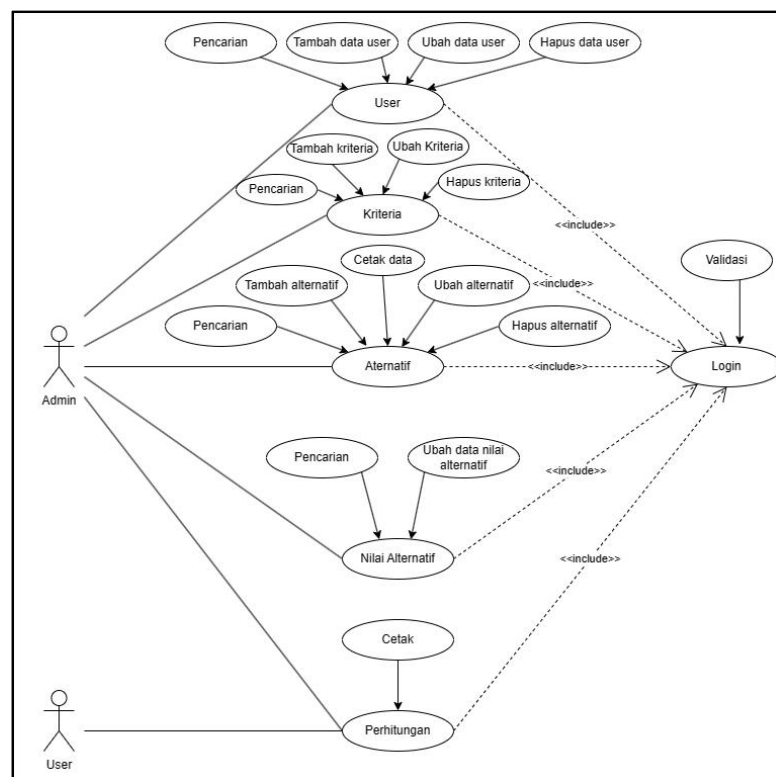 Pencarian
Tambah data user
Ubah data user
Hapus data user
User
Tambah kriteria
Ubah Kriteria
Pencarian
Hapus kriteria
Kriteria
<<include>>
Cetak data
Validasi
Tambah alternatif
Ubah alternatif
<<include>>
Pencarian
Hapus alternatif
Aternatif
<<include>>
Login
Admin
Pencarian
Ubah data nilai
alternatif
<<include>>
Nilai Alternatif
<<include>>
Cetak
Perhitungan
User